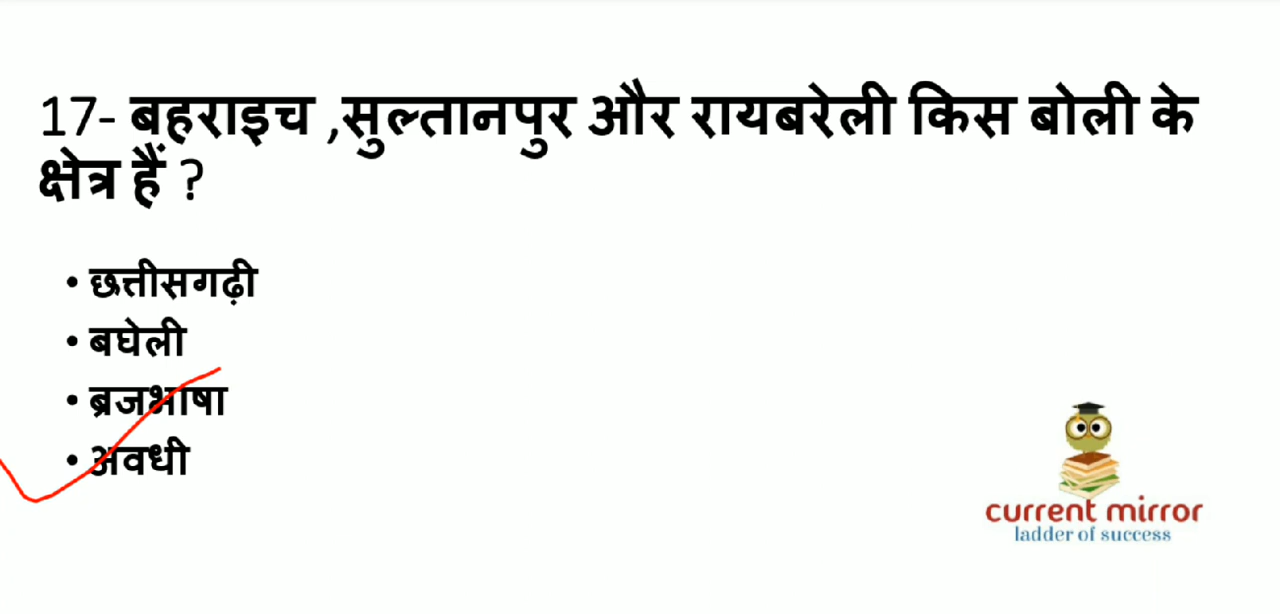 17- बहराइच ,सुल्तानपुर और रायबरेली किस बोली के
क्षेत्र हैं ?
• छत्तीसगढ़ी
• बघेली
• ब्रजभाषा
• अवधी
current mirror
ladder of success